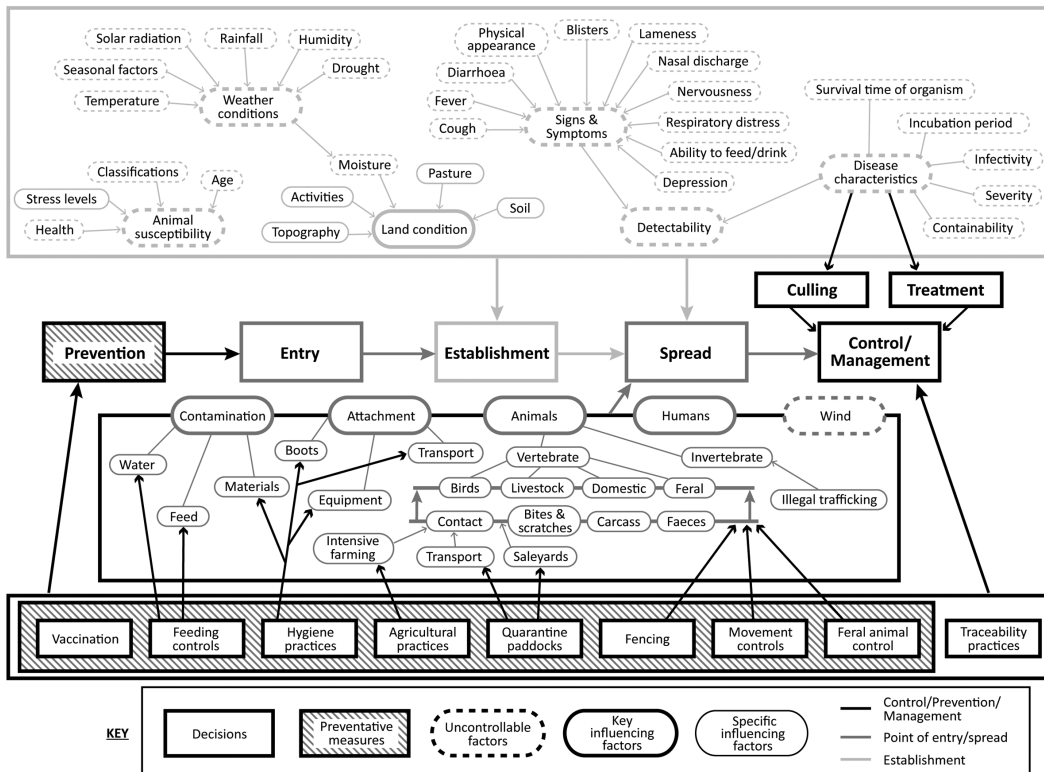 Solar radiation
Rainfall
Humidity
Seasonal factors
Drought
Temperature
Weather
conditions
Physical
appearance
Blisters
Lameness
Nasal discharge
Diarrhoea
Nervousness
Fever
Signs &
Symptoms
Respiratory distress
Cough
Ability to feed/drink
Depression
Survival time of organism
Incubation period
Infectivity
Disease
characteristics
Severity
Containability
Moisture
Classifications
Age
Stress levels
Health
Animal
susceptibility
Pasture
Activities
Soil
Topography
Land condition
Detectability
Culling
Treatment
Prevention
Entry
Establishment
Spread
Control/
Management
Contamination
Attachment
Animals
Humans
Wind
Water
Boots
Transport
Vertebrate
Invertebrate
Materials
Equipment
Birds
Livestock
Domestic
Feral
Illegal trafficking
Feed
Contact
Bites &
scratches
Carcass
Faeces
Intensive
farming
Transport
Saleyards
Vaccination
Feeding
controls
Hygiene
practices
Agricultural
practices
Quarantine
paddocks
Fencing
Movement
controls
Feral animal
control
Traceability
practices
KEY
Decisions
Preventative
measures
Uncontrollable
factors
Key
influencing
factors
Specific
influencing
factors
Control/Prevention/
Management
Point of entry/spread
Establishment